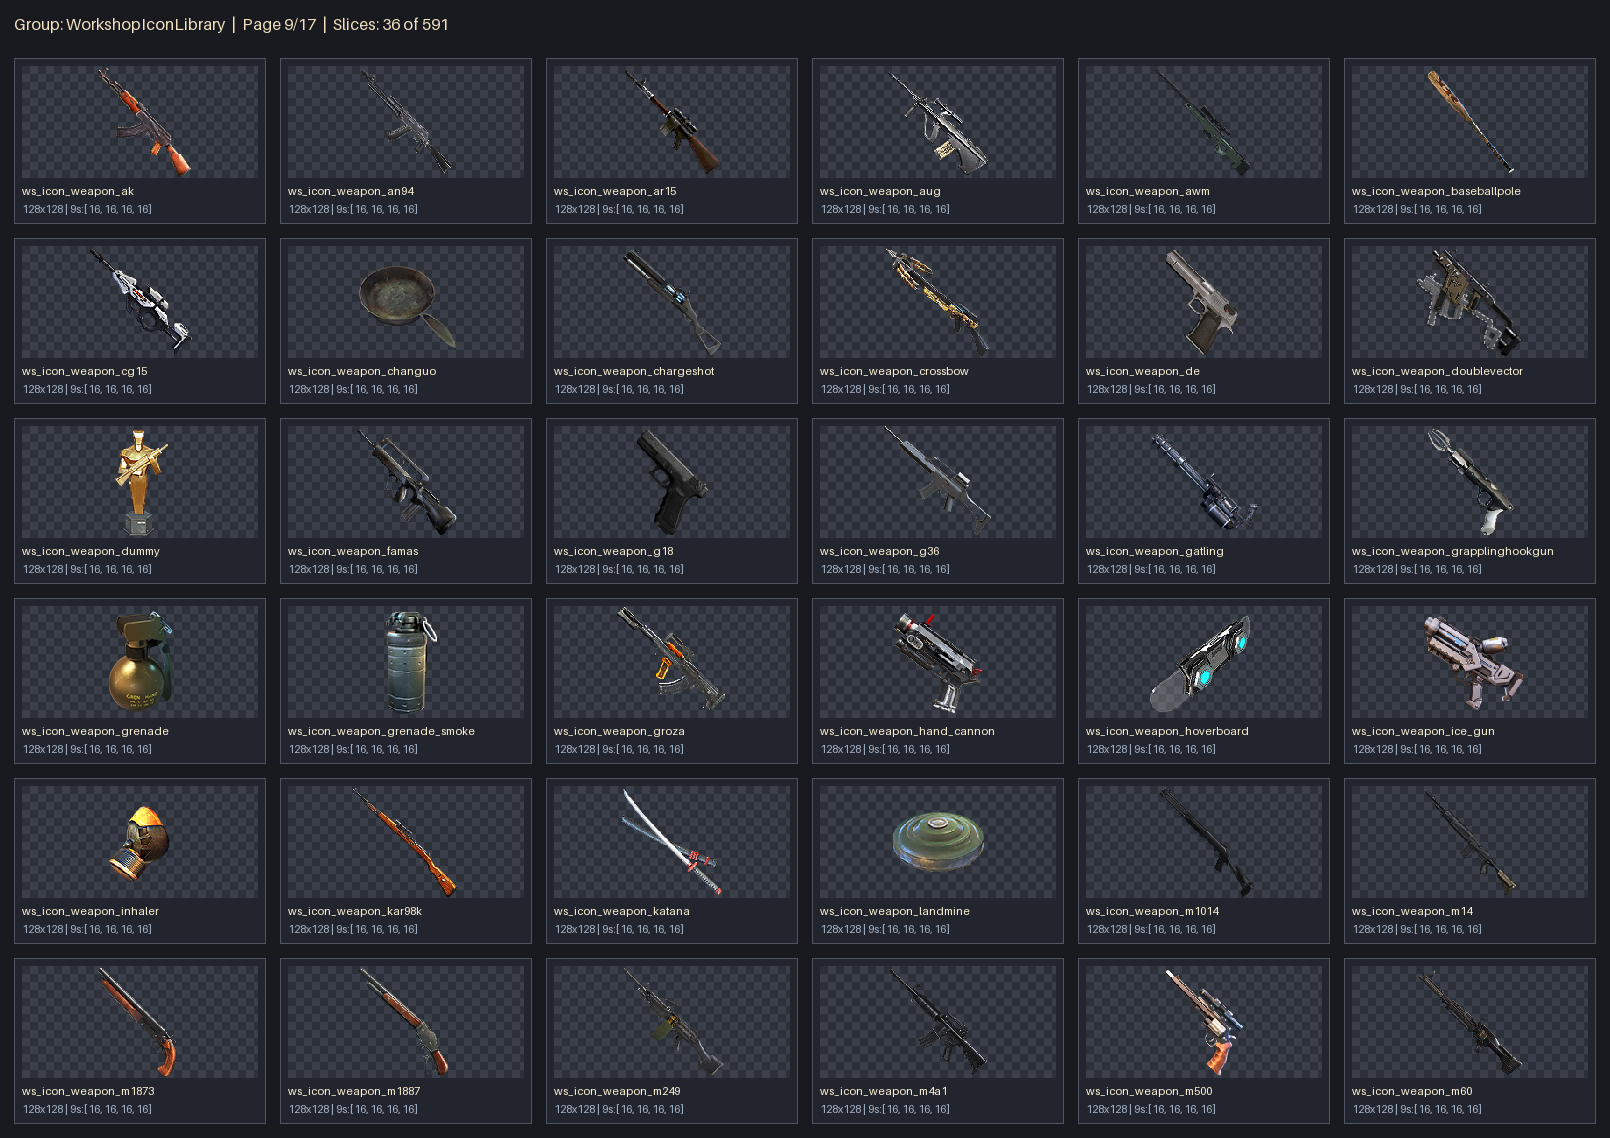 Group: WorkshopIconLibrary | Page 9/17 | Slices: 36 of 591
ws_icon_weapon_ak ws_icon_weapon_an94 ws_icon_weapon_ar15 ws_icon_weapon_aug ws_icon_weapon_awm ws_icon_weapon_baseballpole
128x128 | 9s:[16, 16, 16, 16] 128x128 | 9s:[16, 16, 16, 16] 128x128 | 9s:[16, 16, 16, 16] 128x128 | 9s:[16, 16, 16, 16] 128x128 | 9s:[16, 16, 16, 16] 128x128 | 9s:[16, 16, 16, 16]
ws_icon_weapon_cg15 ws_icon_weapon_changuo ws_icon_weapon_chargeshot ws_icon_weapon_crossbow ws_icon_weapon_de ws_icon_weapon_doublevector
128x128 | 9s:[16, 16, 16, 16] 128x128 | 9s:[16, 16, 16, 16] 128x128 | 9s:[16, 16, 16, 16] 128x128 | 9s:[16, 16, 16, 16] 128x128 | 9s:[16, 16, 16, 16] 128x128 | 9s:[16, 16, 16, 16]
ws_icon_weapon_dummy ws_icon_weapon_famas ws_icon_weapon_g18 ws_icon_weapon_g36 ws_icon_weapon_gatling ws_icon_weapon_grapplinghookgun
128x128 | 9s:[16, 16, 16, 16] 128x128 | 9s:[16, 16, 16, 16] 128x128 | 9s:[16, 16, 16, 16] 128x128 | 9s:[16, 16, 16, 16] 128x128 | 9s:[16, 16, 16, 16] 128x128 | 9s:[16, 16, 16, 16]
ws_icon_weapon_grenade ws_icon_weapon_grenade_smoke ws_icon_weapon_groza ws_icon_weapon_hand_cannon ws_icon_weapon_hoverboard ws_icon_weapon_ice_gun
128x128 | 9s:[16, 16, 16, 16] 128x128 | 9s:[16, 16, 16, 16] 128x128 | 9s:[16, 16, 16, 16] 128x128 | 9s:[16, 16, 16, 16] 128x128 | 9s:[16, 16, 16, 16] 128x128 | 9s:[16, 16, 16, 16]
ws_icon_weapon_inhaler ws_icon_weapon_kar98k ws_icon_weapon_katana ws_icon_weapon_landmine ws_icon_weapon_m1014 ws_icon_weapon_m14
128x128 | 9s:[16, 16, 16, 16] 128x128 | 9s:[16, 16, 16, 16] 128x128 | 9s:[16, 16, 16, 16] 128x128 | 9s:[16, 16, 16, 16] 128x128 | 9s:[16, 16, 16, 16] 128x128 | 9s:[16, 16, 16, 16]
ws_icon_weapon_m1873 ws_icon_weapon_m1887 ws_icon_weapon_m249 ws_icon_weapon_m4a1 ws_icon_weapon_m500 ws_icon_weapon_m60
128x128 | 9s:[16, 16, 16, 16] 128x128 | 9s:[16, 16, 16, 16] 128x128 | 9s:[16, 16, 16, 16] 128x128 | 9s:[16, 16, 16, 16] 128x128 | 9s:[16, 16, 16, 16] 128x128 | 9s:[16, 16, 16, 16]